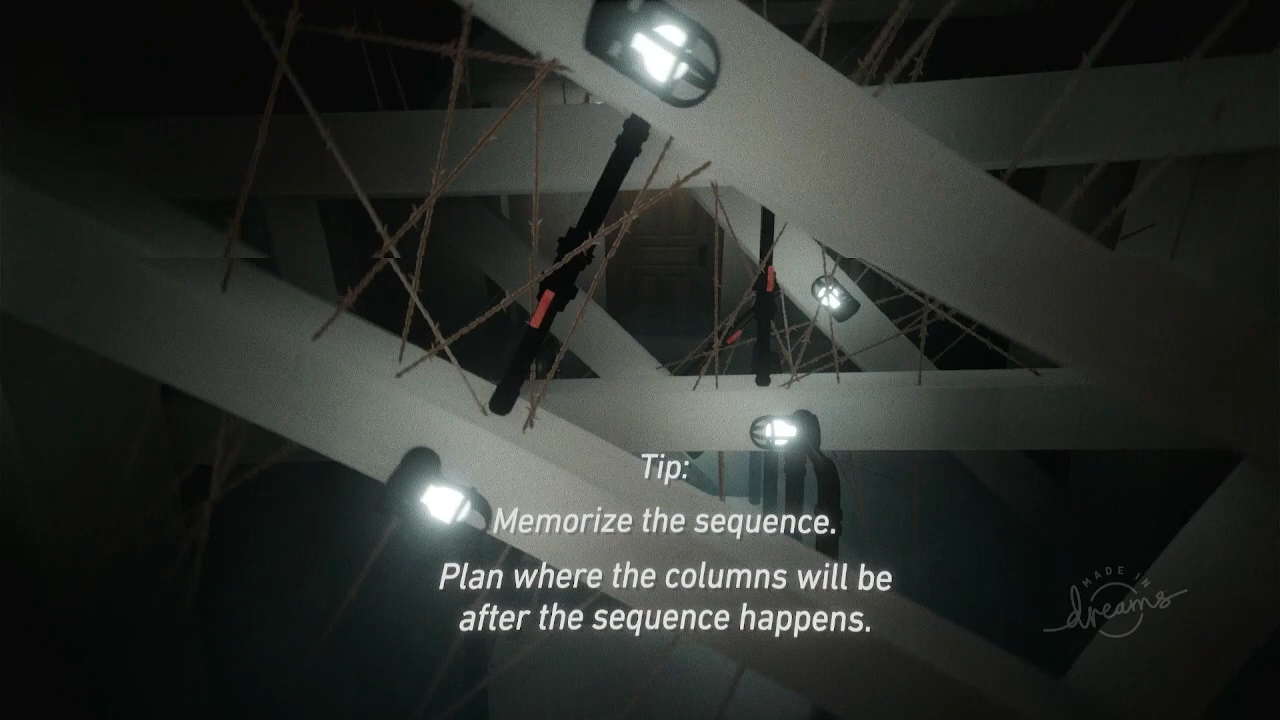 Tip:
Memorize the sequence.
Plan where the columns will be
after the sequence happens.
MADE IN
dreams